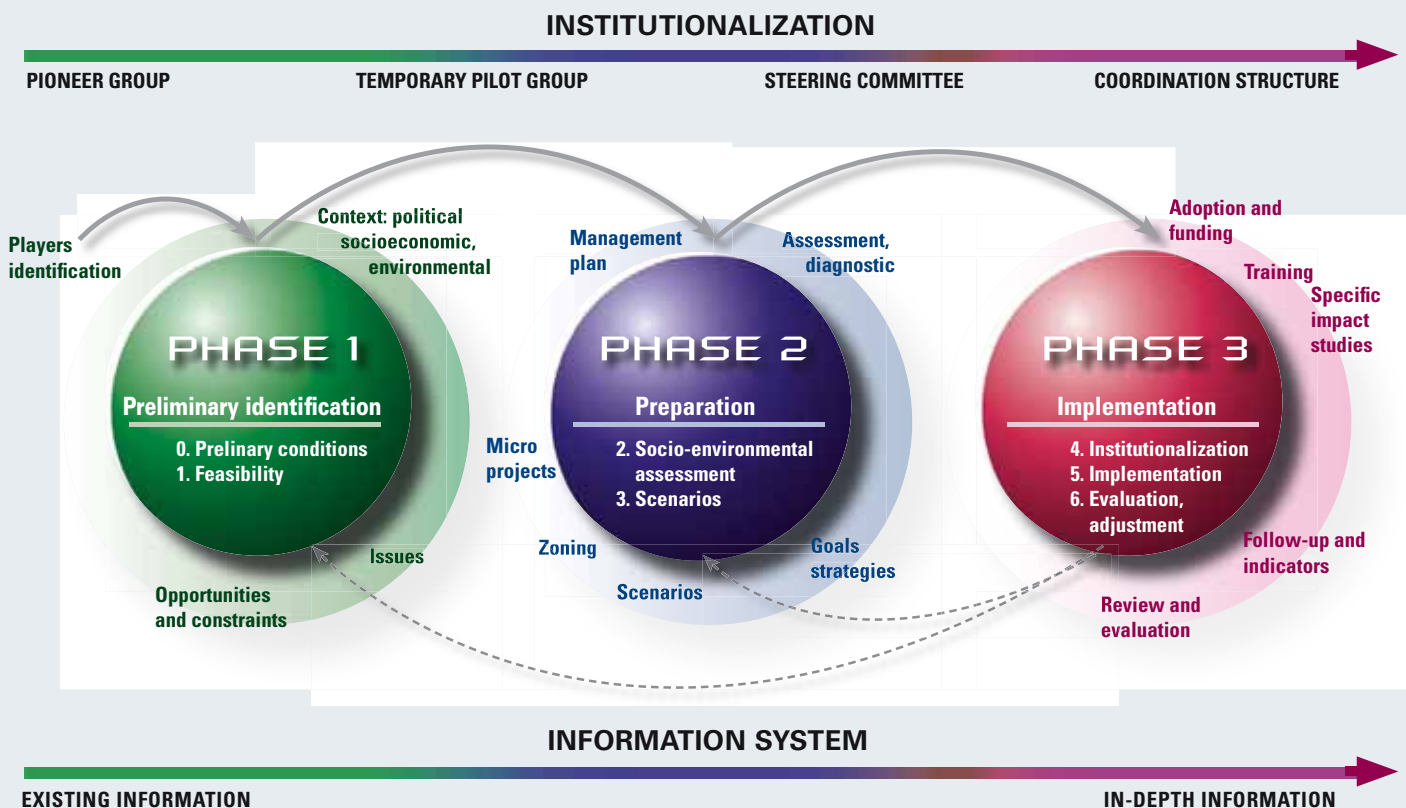 INSTITUTIONALIZATION
PIONEER GROUP
TEMPORARY PILOT GROUP
STEERING COMMITTEE
COORDINATION STRUCTURE
Players
identification
Context: political
socioeconomic,
environmental
PHASE 1
Preliminary identification
0. Prelinary conditions
1. Feasibility
Issues
Opportunities
and constraints
Management
plan
Assessment,
diagnostic
PHASE 2
Preparation
2. Socio-environmental
assessment
3. Scenarios
Micro
projects
Zoning
Scenarios
Goals
strategies
Adoption and
funding
Training
Specific
impact
studies
PHASE 3
Implementation
4. Institutionalization
5. Implementation
6. Evaluation,
adjustment
Follow-up and
indicators
Review and
evaluation
INFORMATION SYSTEM
EXISTING INFORMATION
IN-DEPTH INFORMATION